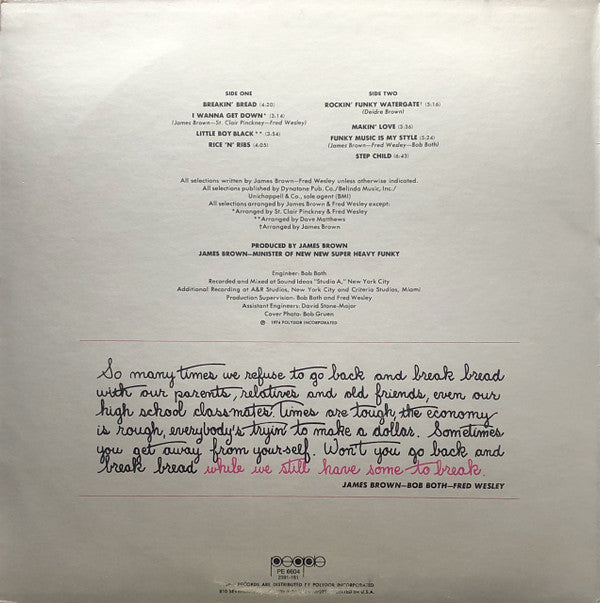 SIDE ONE
BREAKIN' BREAD (4:20)
I WANNA GET DOWN* (3:14)
(James Brown—St. Clair Pinckney—Fred Wesley)
LITTLE BOY BLACK** (3:54)
RICE 'N' RIBS (4:05)
SIDE TWO
ROCKIN' FUNKY WATERGATE† (5:16)
(Deidre Brown)
MAKIN' LOVE (3:36)
FUNKY MUSIC IS MY STYLE (5:24)
(James Brown—Fred Wesley—Bob Both)
STEP CHILD (6:43)
All selections written by James Brown—Fred Wesley unless otherwise indicated.
All selections published by Dynatone Pub. Co./Belinda Music, Inc./
Unichappell & Co., sole agent (BMI)
All selections arranged by James Brown & Fred Wesley except:
*Arranged by St. Clair Pinckney & Fred Wesley
**Arranged by Dave Matthews
†Arranged by James Brown
PRODUCED BY JAMES BROWN
JAMES BROWN—MINISTER OF NEW NEW SUPER HEAVY FUNKY
Engineer: Bob Both
Recorded and Mixed at Sound Ideas "Studio A," New York City
Additional Recording at A&R Studios, New York City and Criteria Studios, Miami
Production Supervision: Bob Both and Fred Wesley
Assistant Engineers: David Stone-Major
Cover Photo: Bob Gruen
℗ 1974 POLYDOR INCORPORATED
So many times we refuse to go back and break bread
with our parents, relatives and old friends, even our
high school classmates. Times are tough, the economy
is rough, everybody's tryin' to make a dollar. Sometimes
you get away from your-self. Won't you go back and
break bread while we still have some to break.
JAMES BROWN—BOB BOTH—FRED WESLEY
people
PE 6604
2391-161
RECORDS ARE DISTRIBUTED BY POLYDOR INCORPORATED
810 SEVENTH U.S.A.